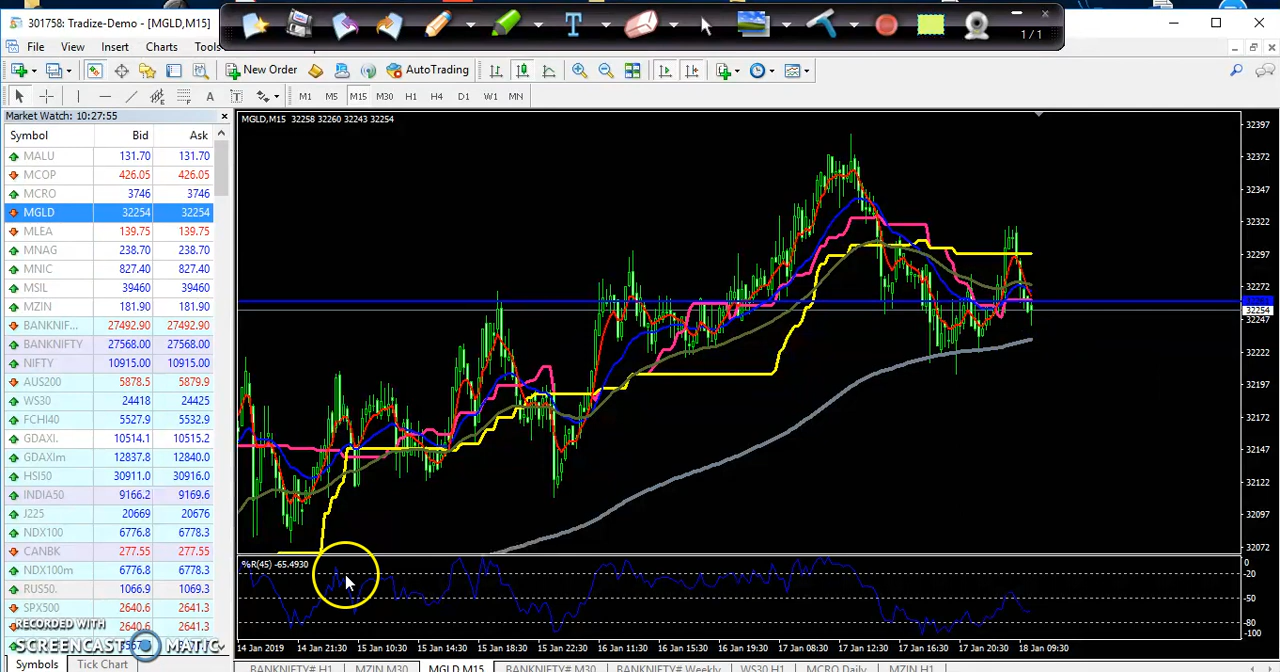 301758: Tradize-Demo - [MGLD,M15]
1 / 1
File View Insert Charts Tools
New Order AutoTrading
A T M1 M5 M15 M30 H1 H4 D1 W1 MN
Market Watch: 10:27:55
Symbol Bid Ask
MALU 131.70 131.70
MCOP 426.05 426.05
MCRO 3746 3746
MGLD 32254 32254
MLEA 139.75 139.75
MNAG 238.70 238.70
MNIC 827.40 827.40
MSIL 39460 39460
MZIN 181.90 181.90
BANKNIF... 27492.90 27492.90
BANKNIFTY 27568.00 27568.00
NIFTY 10915.00 10915.00
AUS200 5878.5 5879.9
WS30 24418 24425
FCHI40 5527.9 5532.9
GDAXI. 10514.1 10515.2
GDAXIm 12837.8 12840.0
HSI50 30911.0 30916.0
INDIA50 9166.2 9169.6
J225 20669 20676
NDX100 6776.8 6778.3
CANBK 277.55 277.55
NDX100m 6776.8 6778.3
RUS50. 1066.9 1069.3
SPX500 2640.6 2641.3
2640.6 2641.3
RECORDED WITH
SCREENCAST MATIC
Symbols Tick Chart
MGLD,M15 32258 32260 32243 32254
32397
32372
32347
32322
32297
32272
32254
32247
32222
32197
32172
32147
32122
32097
32072
%R(45) -65.4930
0
-20
-50
-80
-100
14 Jan 2019 14 Jan 21:30 15 Jan 10:30 15 Jan 14:30 15 Jan 18:30 15 Jan 22:30 16 Jan 11:30 16 Jan 15:30 16 Jan 19:30 17 Jan 08:30 17 Jan 12:30 17 Jan 16:30 17 Jan 20:30 18 Jan 09:30
BANKNIFTY# H1 MZIN M30 MGLD M15 BANKNIFTY# M30 BANKNIFTY# Weekly WS30 H1 MCRO Daily MZIN H1